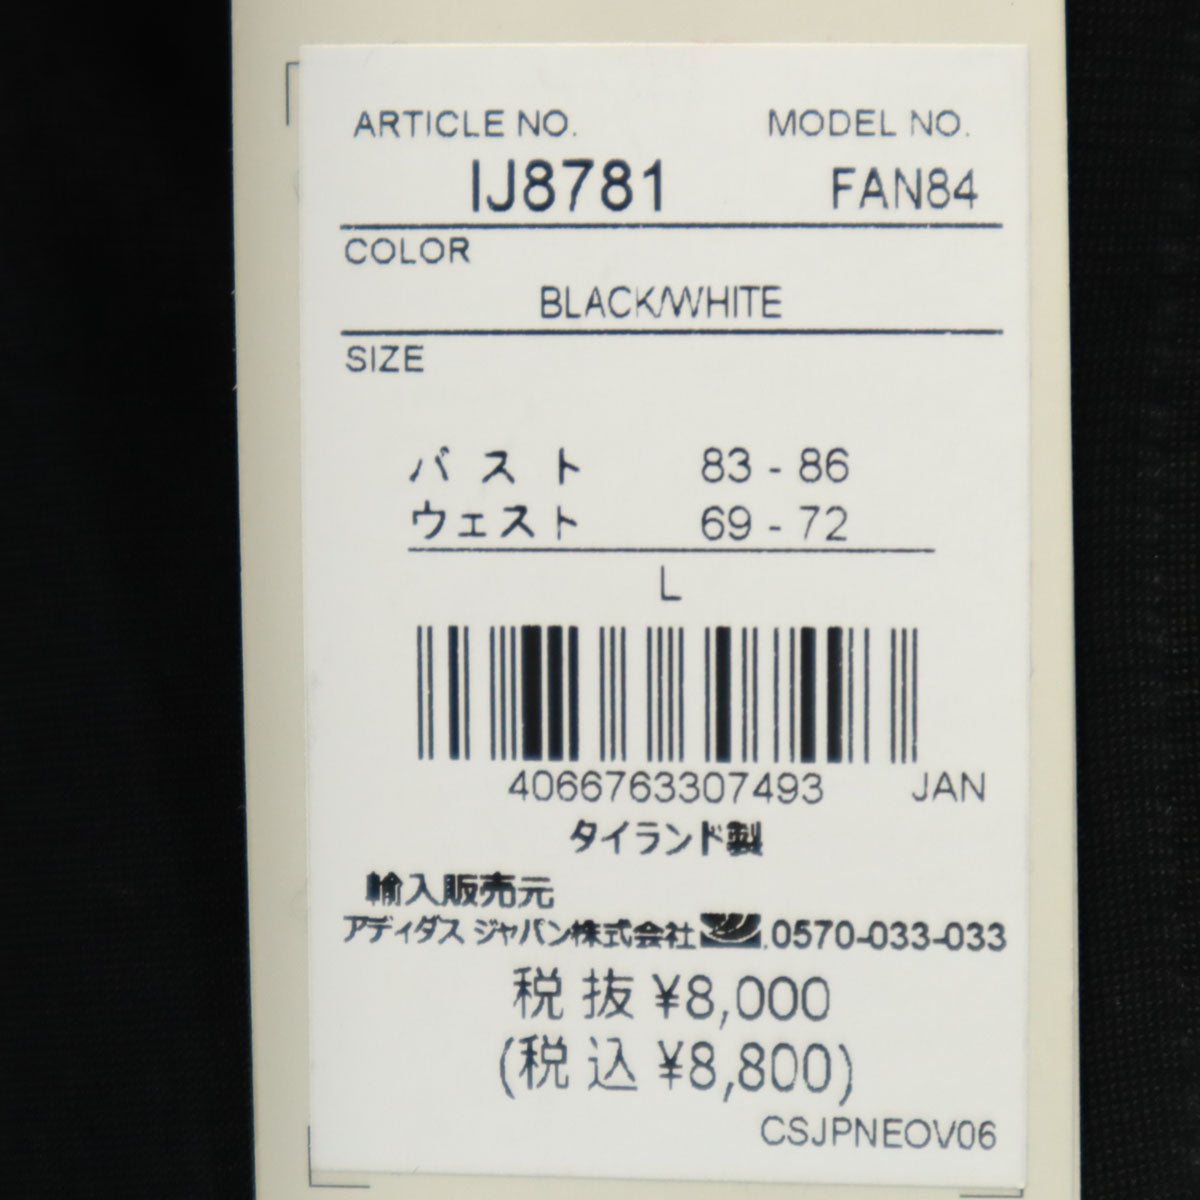 ARTICLE NO. MODEL NO.
IJ8781 FAN84
COLOR
BLACK/WHITE
SIZE
バスト 83 - 86
ウェスト 69 - 72
L
4066763307493 JAN
タイランド製
輸入販売元
アディダス ジャパン株式会社 0570-033-033
税抜 ¥8,000
(税込 ¥8,800)
CSJPNEOV06